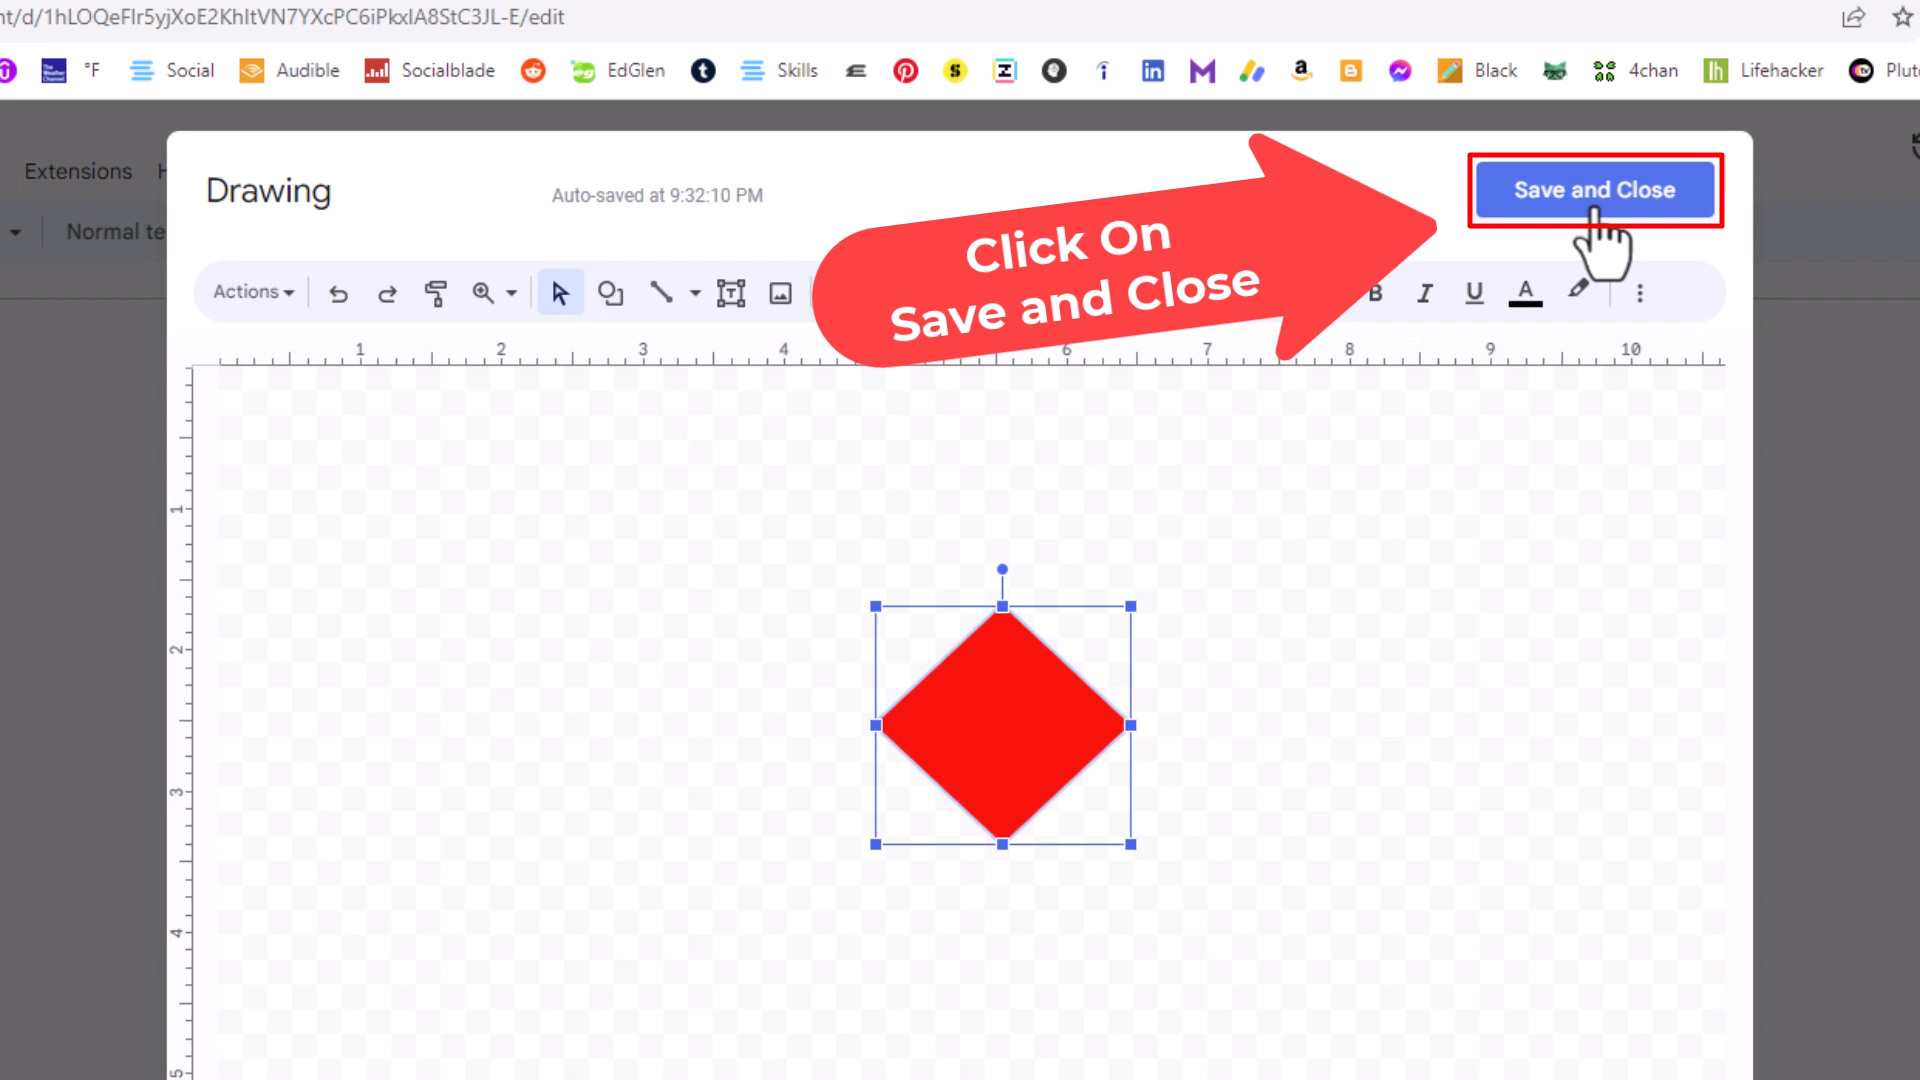 nt/d/1hLOQeFIr5yjXoE2KhItVN7YXcPC6iPkxIA8StC3JL-E/edit
°F Social Audible Socialblade EdGlen Skills Black 4chan Lifehacker Plut
Extensions H
Drawing
Auto-saved at 9:32:10 PM
Save and Close
Normal te
Click On
Save and Close
Actions
B I U A
1 2 3 4 6 7 8 9 10
1
2
3
4
5